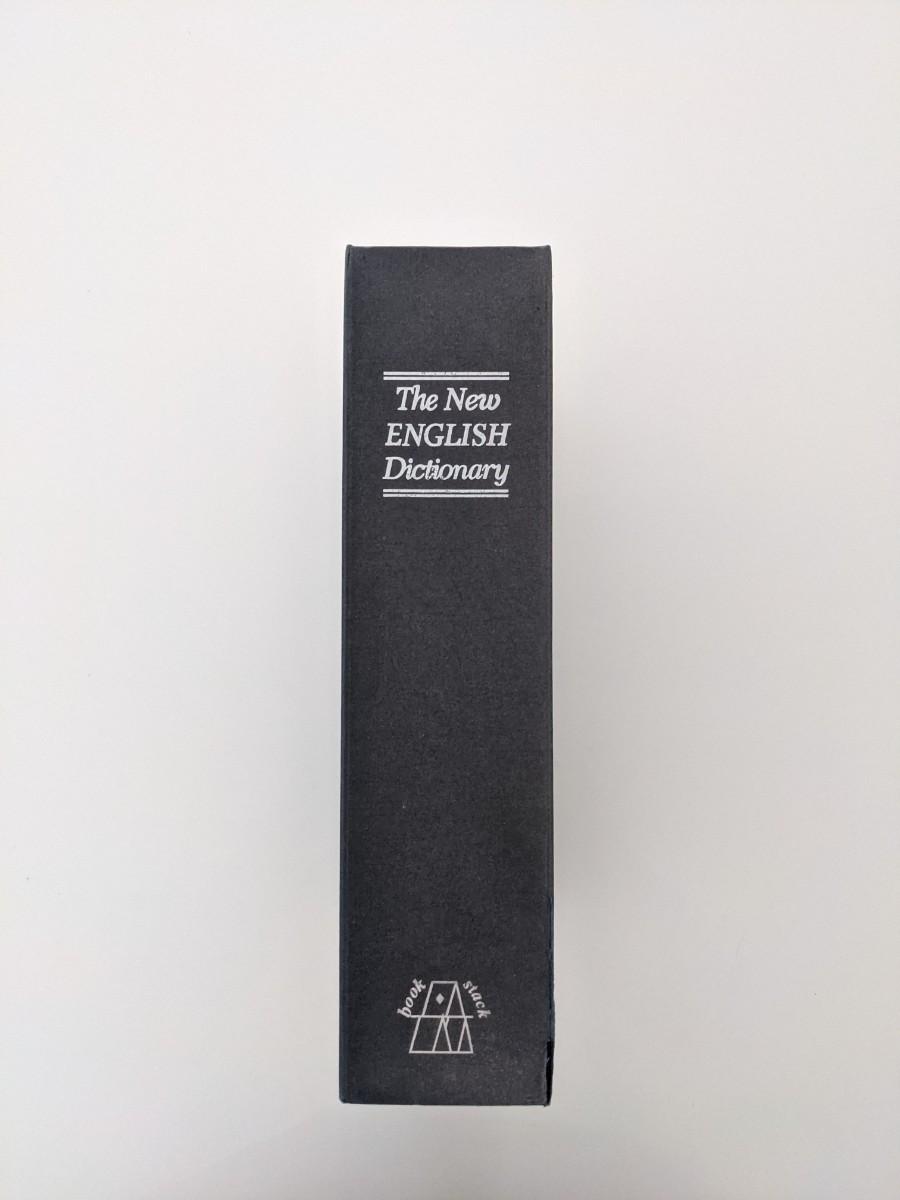 The New
ENGLISH
Dictionary
book stack